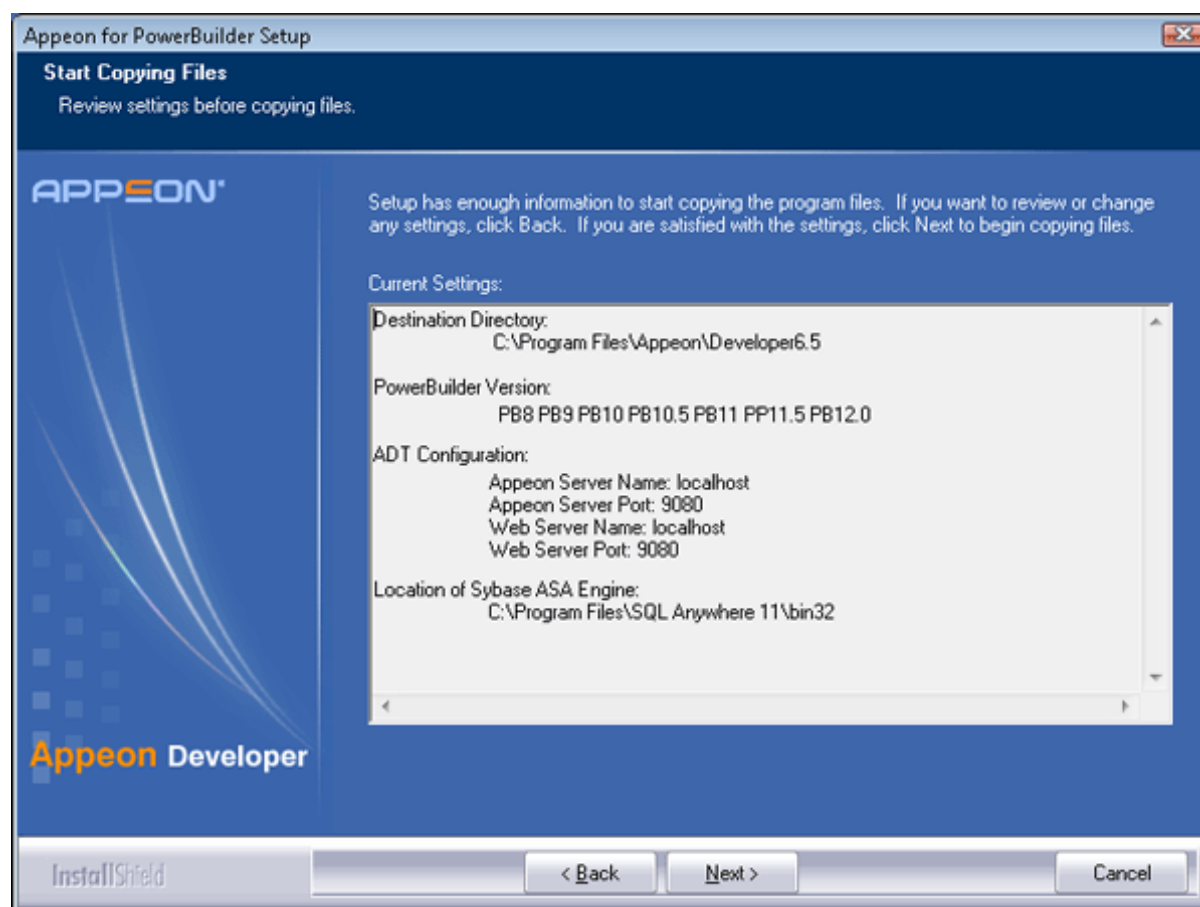 Appeon for PowerBuilder Setup
Start Copying Files
Review settings before copying files.
APPEON
Setup has enough information to start copying the program files. If you want to review or change
any settings, click Back. If you are satisfied with the settings, click Next to begin copying files.
Current Settings:
Destination Directory:
C:\Program Files\Appeon\Developer6.5
PowerBuilder Version:
PB8 PB9 PB10 PB10.5 PB11 PP11.5 PB12.0
ADT Configuration:
Appeon Server Name: localhost
Appeon Server Port: 9080
Web Server Name: localhost
Web Server Port: 9080
Location of Sybase ASA Engine:
C:\Program Files\SQL Anywhere 11\bin32
Appeon Developer
InstallShield
< Back
Next >
Cancel